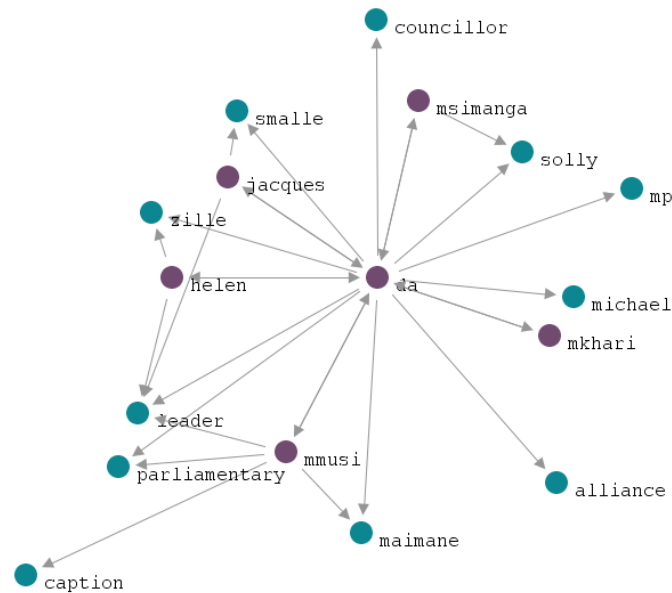 councillor
msimanga
smalle
solly
jacques
mp
zille
helen
da
michael
mkhari
leader
mmusi
parliamentary
alliance
maimane
caption